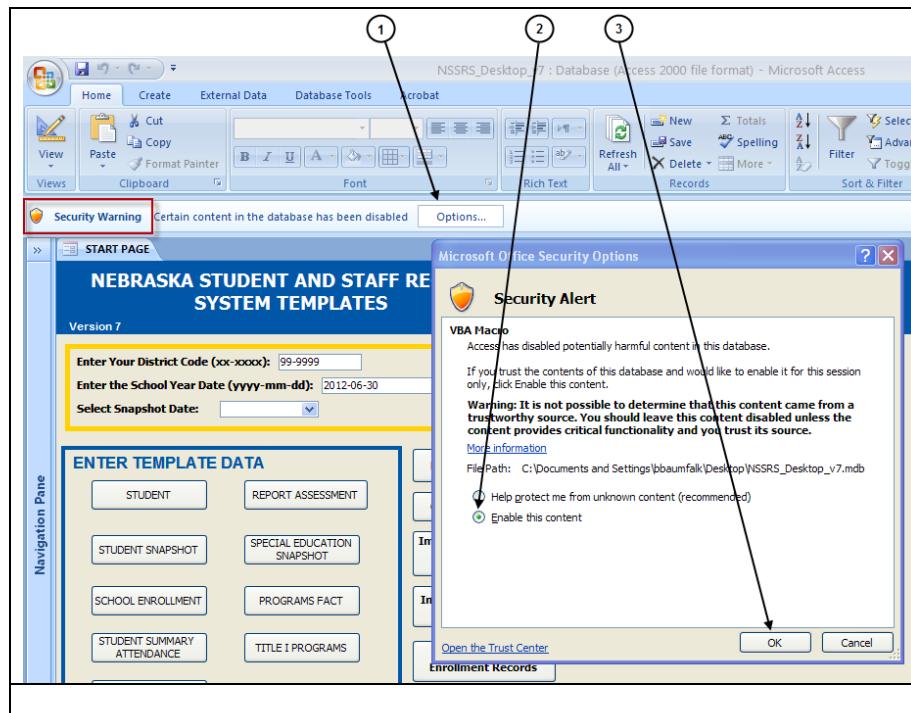 1 2 3
NSSRS_Desktop_v7 : Database (Access 2000 file format) - Microsoft Access
Home Create External Data Database Tools Acrobat
View
Paste
Cut
Copy
Format Painter
B I U A
Refresh
All
New
Save
Delete
Totals
Spelling
More
Filter
Views Clipboard Font Rich Text Records Sort & Filter
Security Warning Certain content in the database has been disabled Options...
START PAGE
NEBRASKA STUDENT AND STAFF RE
SYSTEM TEMPLATES
Version 7
Enter Your District Code (xx-xxxx): 99-9999
Enter the School Year Date (yyyy-mm-dd): 2012-06-30
Select Snapshot Date:
ENTER TEMPLATE DATA
STUDENT
REPORT ASSESSMENT
STUDENT SNAPSHOT
SPECIAL EDUCATION
SNAPSHOT
SCHOOL ENROLLMENT
PROGRAMS FACT
STUDENT SUMMARY
ATTENDANCE
TITLE I PROGRAMS
Enrollment Records
Navigation Pane
Microsoft Office Security Options
Security Alert
VBA Macro
Access has disabled potentially harmful content in this database.
If you trust the contents of this database and would like to enable it for this session
only, click Enable this content.
Warning: It is not possible to determine that this content came from a
trustworthy source. You should leave this content disabled unless the
content provides critical functionality and you trust its source.
More information
File Path: C:\Documents and Settings\bbaumfalk\Desktop\NSSRS_Desktop_v7.mdb
Help protect me from unknown content (recommended)
Enable this content
Open the Trust Center
OK
Cancel